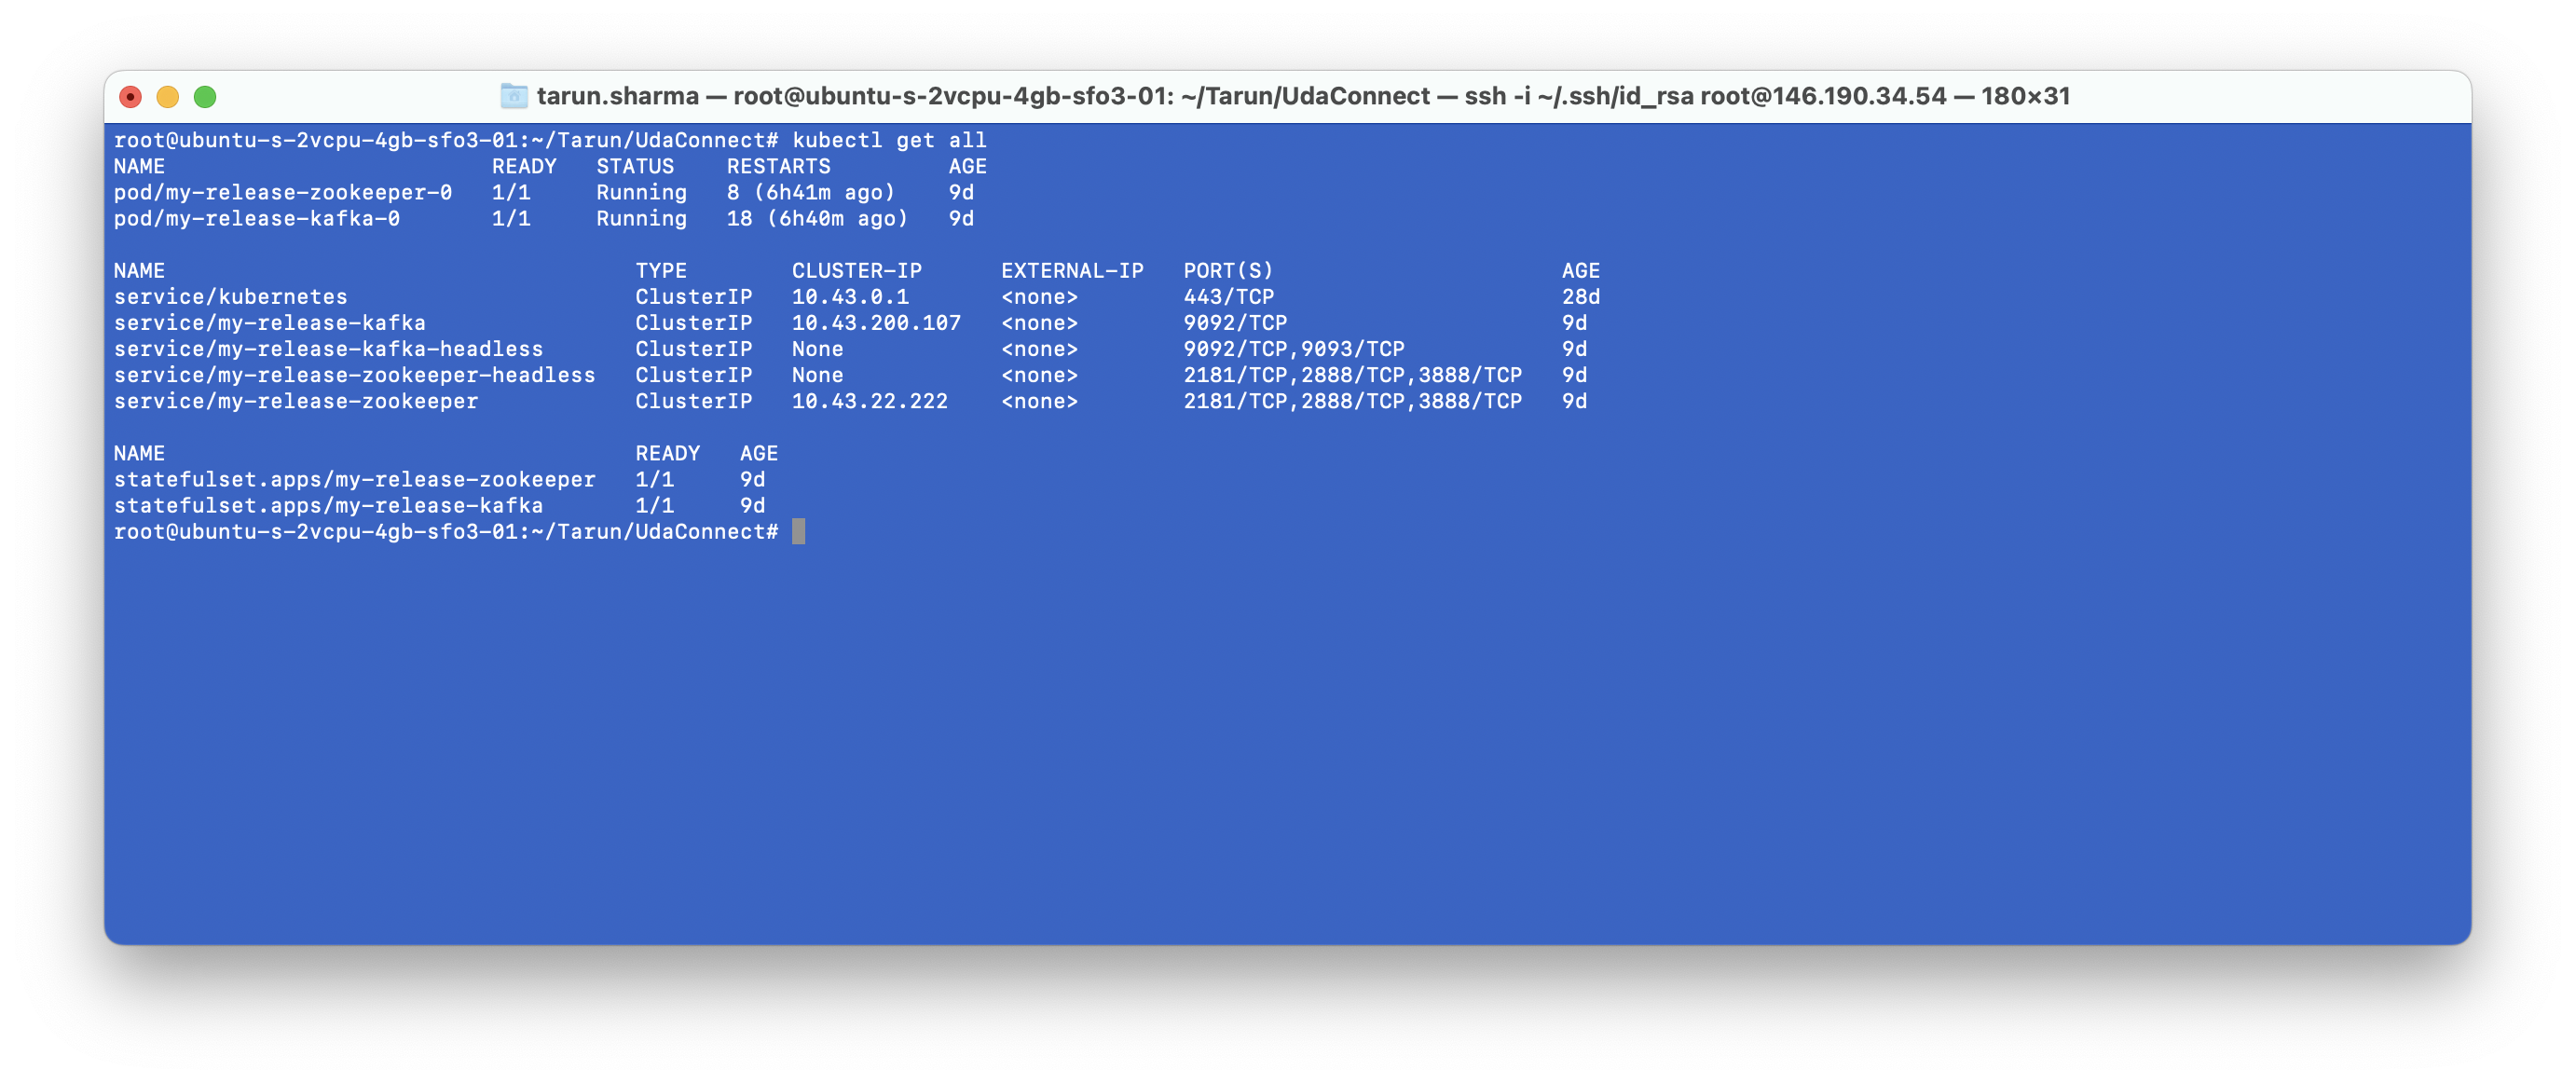 tarun.sharma — root@ubuntu-s-2vcpu-4gb-sfo3-01: ~/Tarun/UdaConnect — ssh -i ~/.ssh/id_rsa root@146.190.34.54 — 180×31
root@ubuntu-s-2vcpu-4gb-sfo3-01:~/Tarun/UdaConnect# kubectl get all
NAME                         READY   STATUS    RESTARTS         AGE
pod/my-release-zookeeper-0   1/1     Running   8 (6h41m ago)    9d
pod/my-release-kafka-0       1/1     Running   18 (6h40m ago)   9d
NAME                                    TYPE        CLUSTER-IP      EXTERNAL-IP   PORT(S)                      AGE
service/kubernetes                      ClusterIP   10.43.0.1       <none>        443/TCP                      28d
service/my-release-kafka                ClusterIP   10.43.200.107   <none>        9092/TCP                     9d
service/my-release-kafka-headless       ClusterIP   None            <none>        9092/TCP,9093/TCP            9d
service/my-release-zookeeper-headless   ClusterIP   None            <none>        2181/TCP,2888/TCP,3888/TCP   9d
service/my-release-zookeeper            ClusterIP   10.43.22.222    <none>        2181/TCP,2888/TCP,3888/TCP   9d
NAME                                    READY   AGE
statefulset.apps/my-release-zookeeper   1/1     9d
statefulset.apps/my-release-kafka       1/1     9d
root@ubuntu-s-2vcpu-4gb-sfo3-01:~/Tarun/UdaConnect#